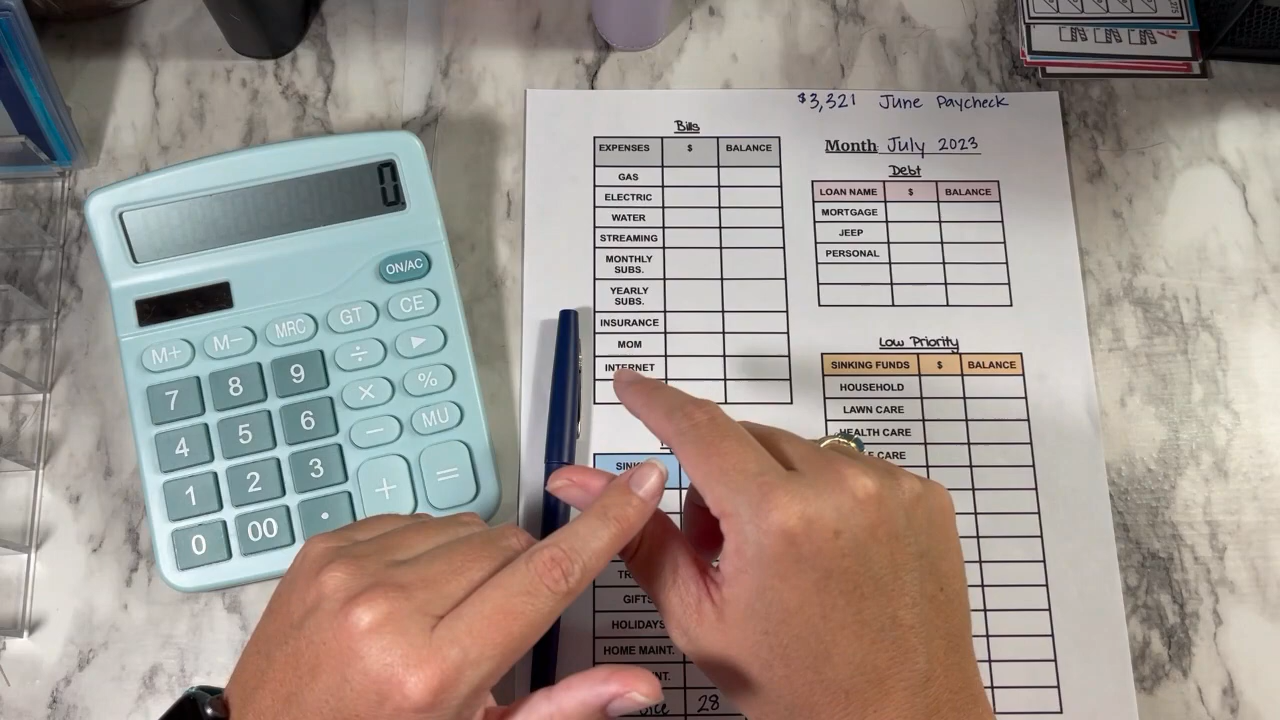 $3,321 June Paycheck
Bills
EXPENSES $ BALANCE
GAS
ELECTRIC
WATER
STREAMING
MONTHLY
SUBS.
YEARLY
SUBS.
INSURANCE
MOM
INTERNET
Month July 2023
Debt
LOAN NAME $ BALANCE
MORTGAGE
JEEP
PERSONAL
Low Priority
SINKING FUNDS $ BALANCE
HOUSEHOLD
LAWN CARE
HEALTH CARE
CARE
GIFTS
HOLIDAYS
HOME MAINT.
28
0
ON/AC
M+ M− MRC GT CE
7 8 9 ÷ ▶
4 5 6 × %
1 2 3 − MU
0 00 . + =